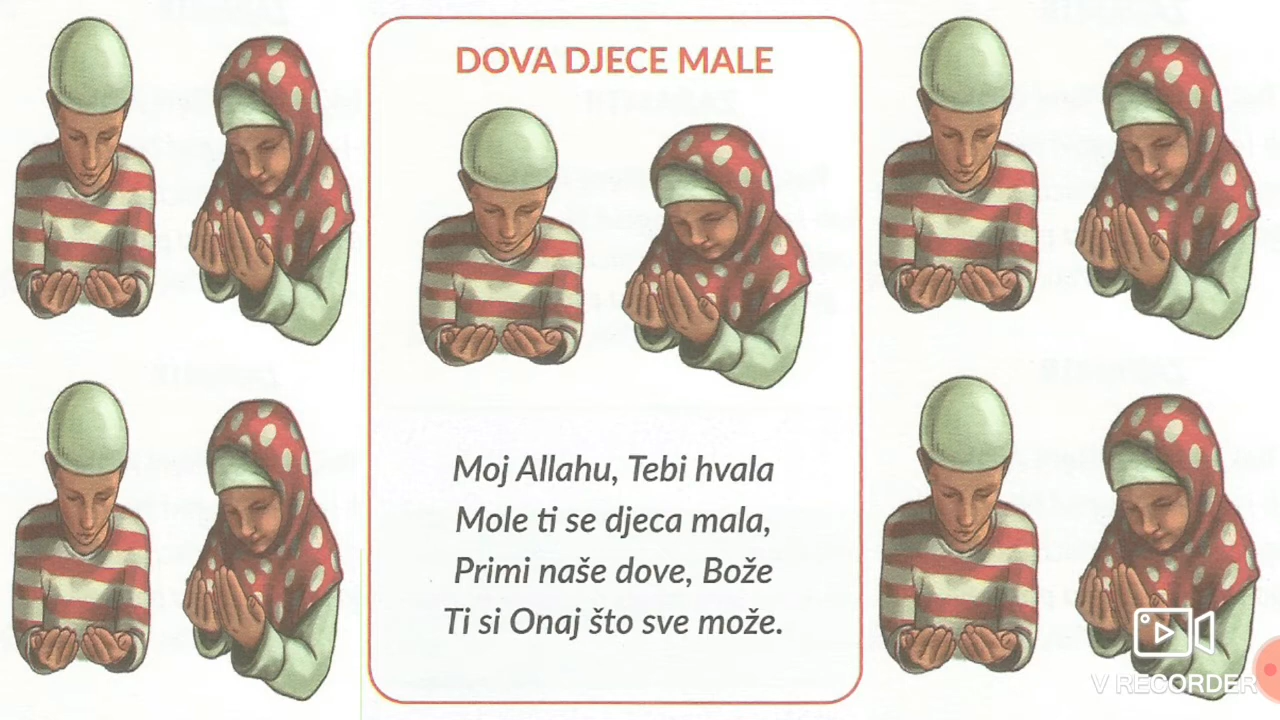 DOVA DJECE MALE
Moj Allahu, Tebi hvala
Mole ti se djeca mala,
Primi naše dove, Bože
Ti si Onaj što sve može.
V RECORDER